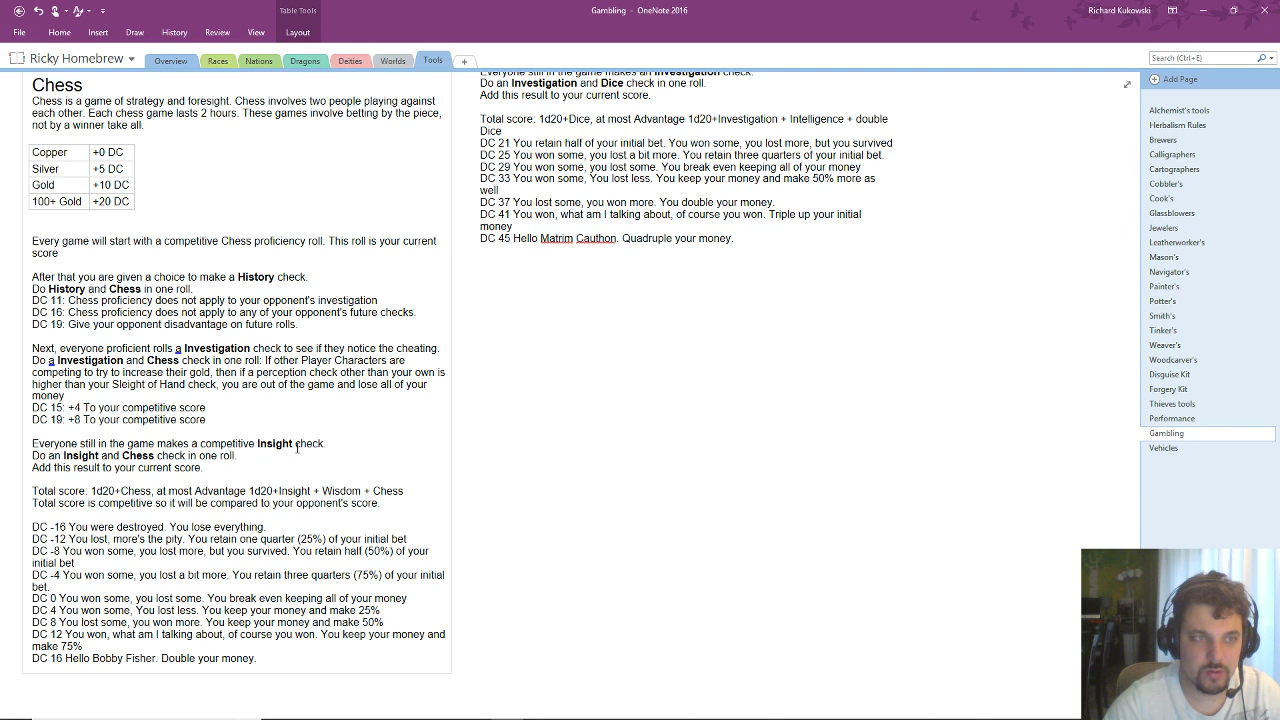 Table Tools
Gambling - OneNote 2016
Richard Kukowski
File Home Insert Draw History Review View Layout
Ricky Homebrew
Overview Races Nations Dragons Deities Worlds Tools
Search (Ctrl+E)
Chess
Chess is a game of strategy and foresight. Chess involves two people playing against
each other. Each chess game lasts 2 hours. These games involve betting by the piece,
not by a winner take all.
Copper +0 DC
Silver +5 DC
Gold +10 DC
100+ Gold +20 DC
Every game will start with a competitive Chess proficiency roll. This roll is your current
score
After that you are given a choice to make a History check.
Do History and Chess in one roll.
DC 11: Chess proficiency does not apply to your opponent's investigation
DC 16: Chess proficiency does not apply to any of your opponent's future checks.
DC 19: Give your opponent disadvantage on future rolls.
Next, everyone proficient rolls a Investigation check to see if they notice the cheating.
Do a Investigation and Chess check in one roll: If other Player Characters are
competing to try to increase their gold, then if a perception check other than your own is
higher than your Sleight of Hand check, you are out of the game and lose all of your
money
DC 15: +4 To your competitive score
DC 19: +8 To your competitive score
Everyone still in the game makes a competitive Insight check.
Do an Insight and Chess check in one roll.
Add this result to your current score.
Total score: 1d20+Chess, at most Advantage 1d20+Insight + Wisdom + Chess
Total score is competitive so it will be compared to your opponent's score.
DC -16 You were destroyed. You lose everything.
DC -12 You lost, more's the pity. You retain one quarter (25%) of your initial bet
DC -8 You won some, you lost more, but you survived. You retain half (50%) of your
initial bet
DC -4 You won some, you lost a bit more. You retain three quarters (75%) of your initial
bet.
DC 0 You won some, you lost some. You break even keeping all of your money
DC 4 You won some, You lost less. You keep your money and make 25%
DC 8 You lost some, you won more. You keep your money and make 50%
DC 12 You won, what am I talking about, of course you won. You keep your money and
make 75%
DC 16 Hello Bobby Fisher. Double your money.
Everyone still in the game makes an Investigation check.
Do an Investigation and Dice check in one roll.
Add this result to your current score.
Total score: 1d20+Dice, at most Advantage 1d20+Investigation + Intelligence + double
Dice
DC 21 You retain half of your initial bet. You won some, you lost more, but you survived
DC 25 You won some, you lost a bit more. You retain three quarters of your initial bet.
DC 29 You won some, you lost some. You break even keeping all of your money
DC 33 You won some, You lost less. You keep your money and make 50% more as
well
DC 37 You lost some, you won more. You double your money.
DC 41 You won, what am I talking about, of course you won. Triple up your initial
money
DC 45 Hello Matrim Cauthon. Quadruple your money.
Add Page
Alchemist's tools
Herbalism Rules
Brewers
Calligraphers
Cartographers
Cobbler's
Cook's
Glassblowers
Jewelers
Leatherworker's
Mason's
Navigator's
Painter's
Potter's
Smith's
Tinker's
Weaver's
Woodcarver's
Disguise Kit
Forgery Kit
Thieves tools
Performance
Gambling
Vehicles